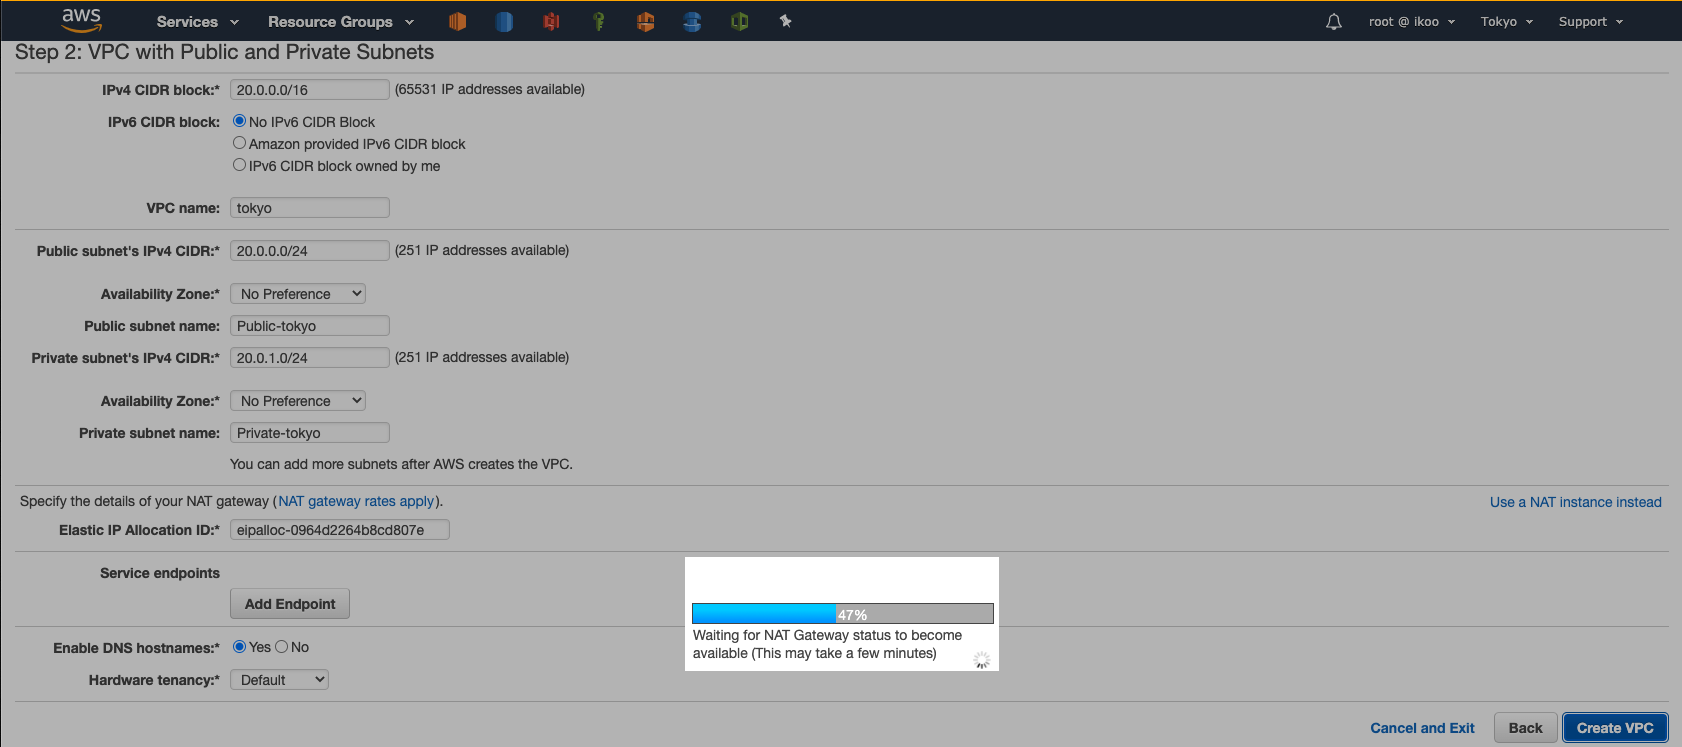 aws Services Resource Groups root @ ikoo Tokyo Support
Step 2: VPC with Public and Private Subnets
IPv4 CIDR block:* 20.0.0.0/16 (65531 IP addresses available)
IPv6 CIDR block: No IPv6 CIDR Block
Amazon provided IPv6 CIDR block
IPv6 CIDR block owned by me
VPC name: tokyo
Public subnet's IPv4 CIDR:* 20.0.0.0/24 (251 IP addresses available)
Availability Zone:* No Preference
Public subnet name: Public-tokyo
Private subnet's IPv4 CIDR:* 20.0.1.0/24 (251 IP addresses available)
Availability Zone:* No Preference
Private subnet name: Private-tokyo
You can add more subnets after AWS creates the VPC.
Specify the details of your NAT gateway (NAT gateway rates apply). Use a NAT instance instead
Elastic IP Allocation ID:* eipalloc-0964d2264b8cd807e
Service endpoints
Add Endpoint
47%
Waiting for NAT Gateway status to become
available (This may take a few minutes)
Enable DNS hostnames:* Yes No
Hardware tenancy:* Default
Cancel and Exit Back Create VPC